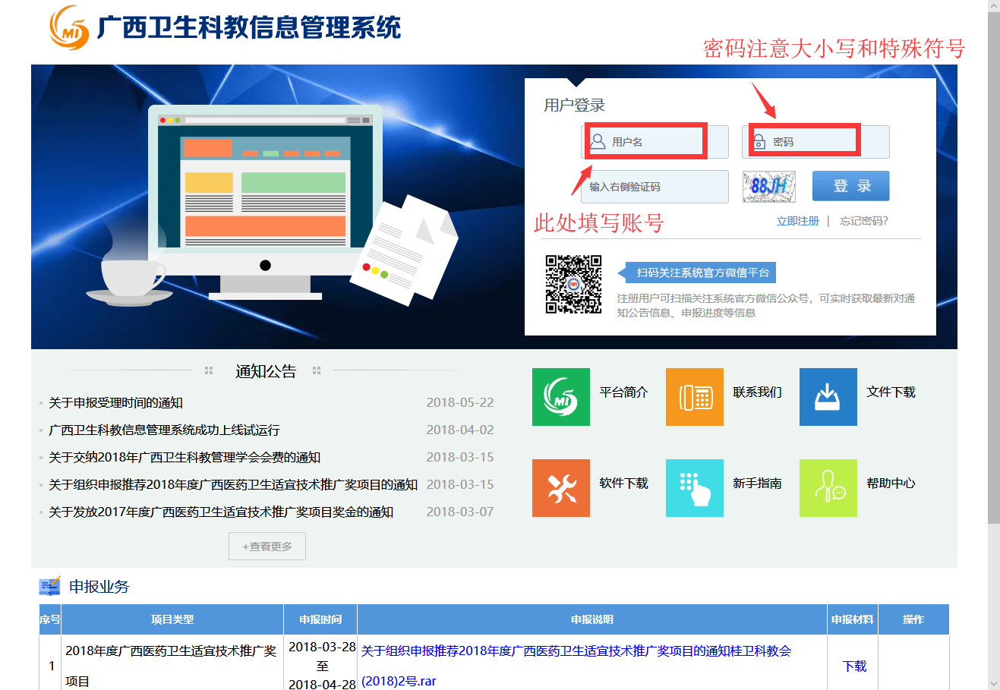 MI
广西卫生科教信息管理系统
密码注意大小写和特殊符号
用户登录
用户名
密码
输入右侧验证码
88JH
登 录
此处填写账号
立即注册 | 忘记密码?
扫码关注系统官方微信平台
注册用户可扫描关注系统官方微信公众号，可实时获取最新对通
知公告信息、申报进度等信息
通知公告
关于申报受理时间的通知 2018-05-22
广西卫生科教信息管理系统成功上线试运行 2018-04-02
关于交纳2018年广西卫生科教管理学会会费的通知 2018-03-15
关于组织申报推荐2018年度广西医药卫生适宜技术推广奖项目的通知 2018-03-15
关于发放2017年度广西医药卫生适宜技术推广奖项目奖金的通知 2018-03-07
+查看更多
MI
平台简介
联系我们
文件下载
软件下载
新手指南
帮助中心
申报业务
序号 项目类型 申报时间 申报说明 申报材料 操作
1
2018年度广西医药卫生适宜技术推广奖
项目
2018-03-28
至
2018-04-28
关于组织申报推荐2018年度广西医药卫生适宜技术推广奖项目的通知桂卫科教会
(2018)2号.rar
下载